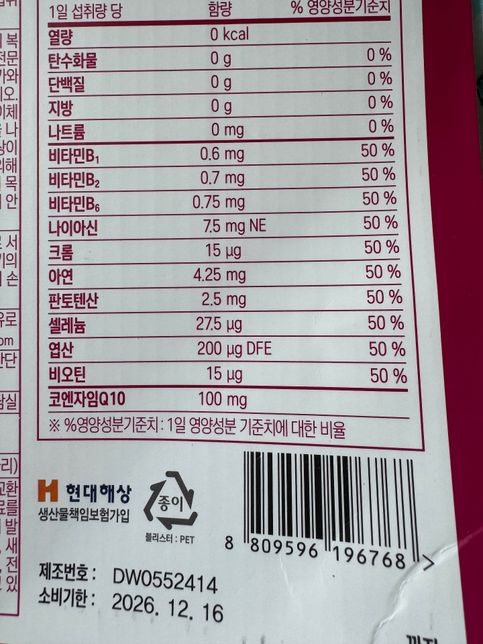 1일 섭취량 당 함량 % 영양성분기준치
열량 0 kcal
탄수화물 0 g 0 %
단백질 0 g 0 %
지방 0 g 0 %
나트륨 0 mg 0 %
비타민B₁ 0.6 mg 50 %
비타민B₂ 0.7 mg 50 %
비타민B₆ 0.75 mg 50 %
나이아신 7.5 mg NE 50 %
크롬 15 µg 50 %
아연 4.25 mg 50 %
판토텐산 2.5 mg 50 %
셀레늄 27.5 µg 50 %
엽산 200 µg DFE 50 %
비오틴 15 µg 50 %
코엔자임Q10 100 mg
※ %영양성분기준치 : 1일 영양성분 기준치에 대한 비율
H 현대해상
생산물책임보험가입
종이
블리스터 : PET
8 809596 196768 >
제조번호 : DW0552414
소비기한 : 2026. 12. 16